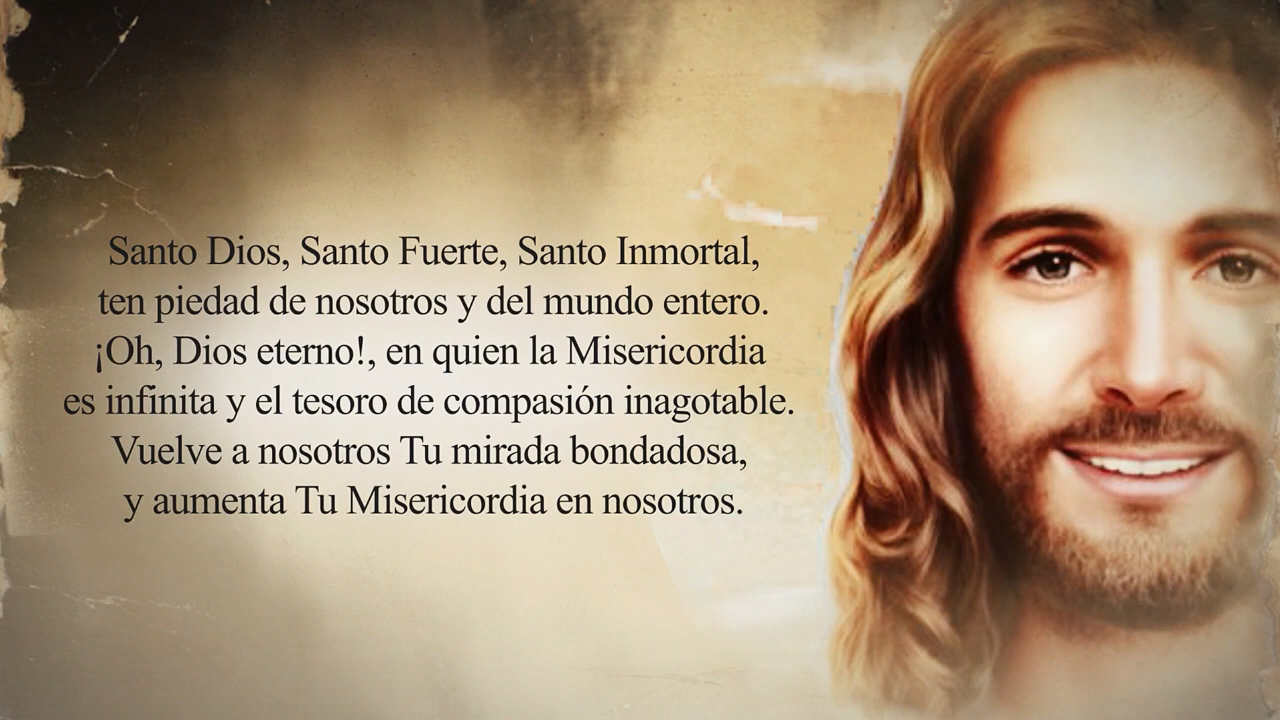 Santo Dios, Santo Fuerte, Santo Inmortal,
ten piedad de nosotros y del mundo entero.
¡Oh, Dios eterno!, en quien la Misericordia
es infinita y el tesoro de compasión inagotable.
Vuelve a nosotros Tu mirada bondadosa,
y aumenta Tu Misericordia en nosotros.